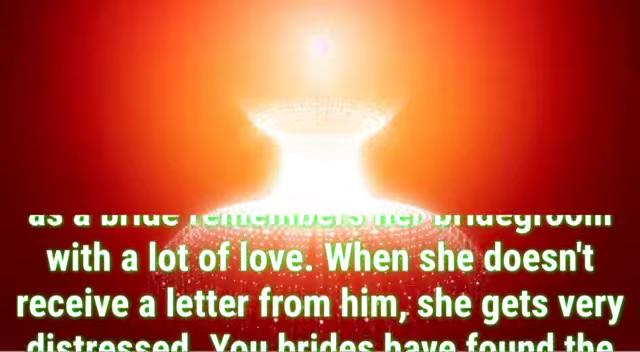 as a bride remembers her bridegroom
with a lot of love. When she doesn't
receive a letter from him, she gets very
distressed. You brides have found the